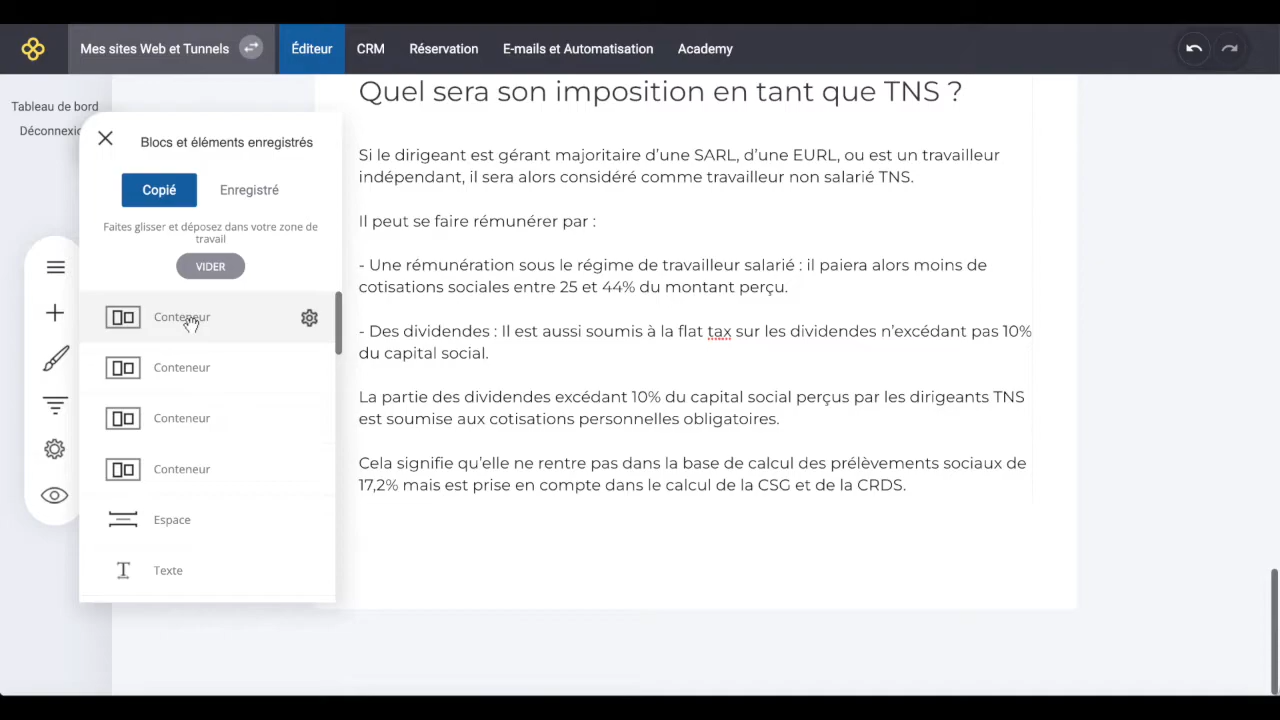 Mes sites Web et Tunnels
Éditeur
CRM
Réservation
E-mails et Automatisation
Academy
Tableau de bord
Déconnexio
Blocs et éléments enregistrés
Copié
Enregistré
Faites glisser et déposez dans votre zone de
travail
VIDER
Conteneur
Conteneur
Conteneur
Conteneur
Espace
Texte
Quel sera son imposition en tant que TNS ?
Si le dirigeant est gérant majoritaire d’une SARL, d’une EURL, ou est un travailleur
indépendant, il sera alors considéré comme travailleur non salarié TNS.
Il peut se faire rémunérer par :
- Une rémunération sous le régime de travailleur salarié : il paiera alors moins de
cotisations sociales entre 25 et 44% du montant perçu.
- Des dividendes : Il est aussi soumis à la flat tax sur les dividendes n’excédant pas 10%
du capital social.
La partie des dividendes excédant 10% du capital social perçus par les dirigeants TNS
est soumise aux cotisations personnelles obligatoires.
Cela signifie qu’elle ne rentre pas dans la base de calcul des prélèvements sociaux de
17,2% mais est prise en compte dans le calcul de la CSG et de la CRDS.